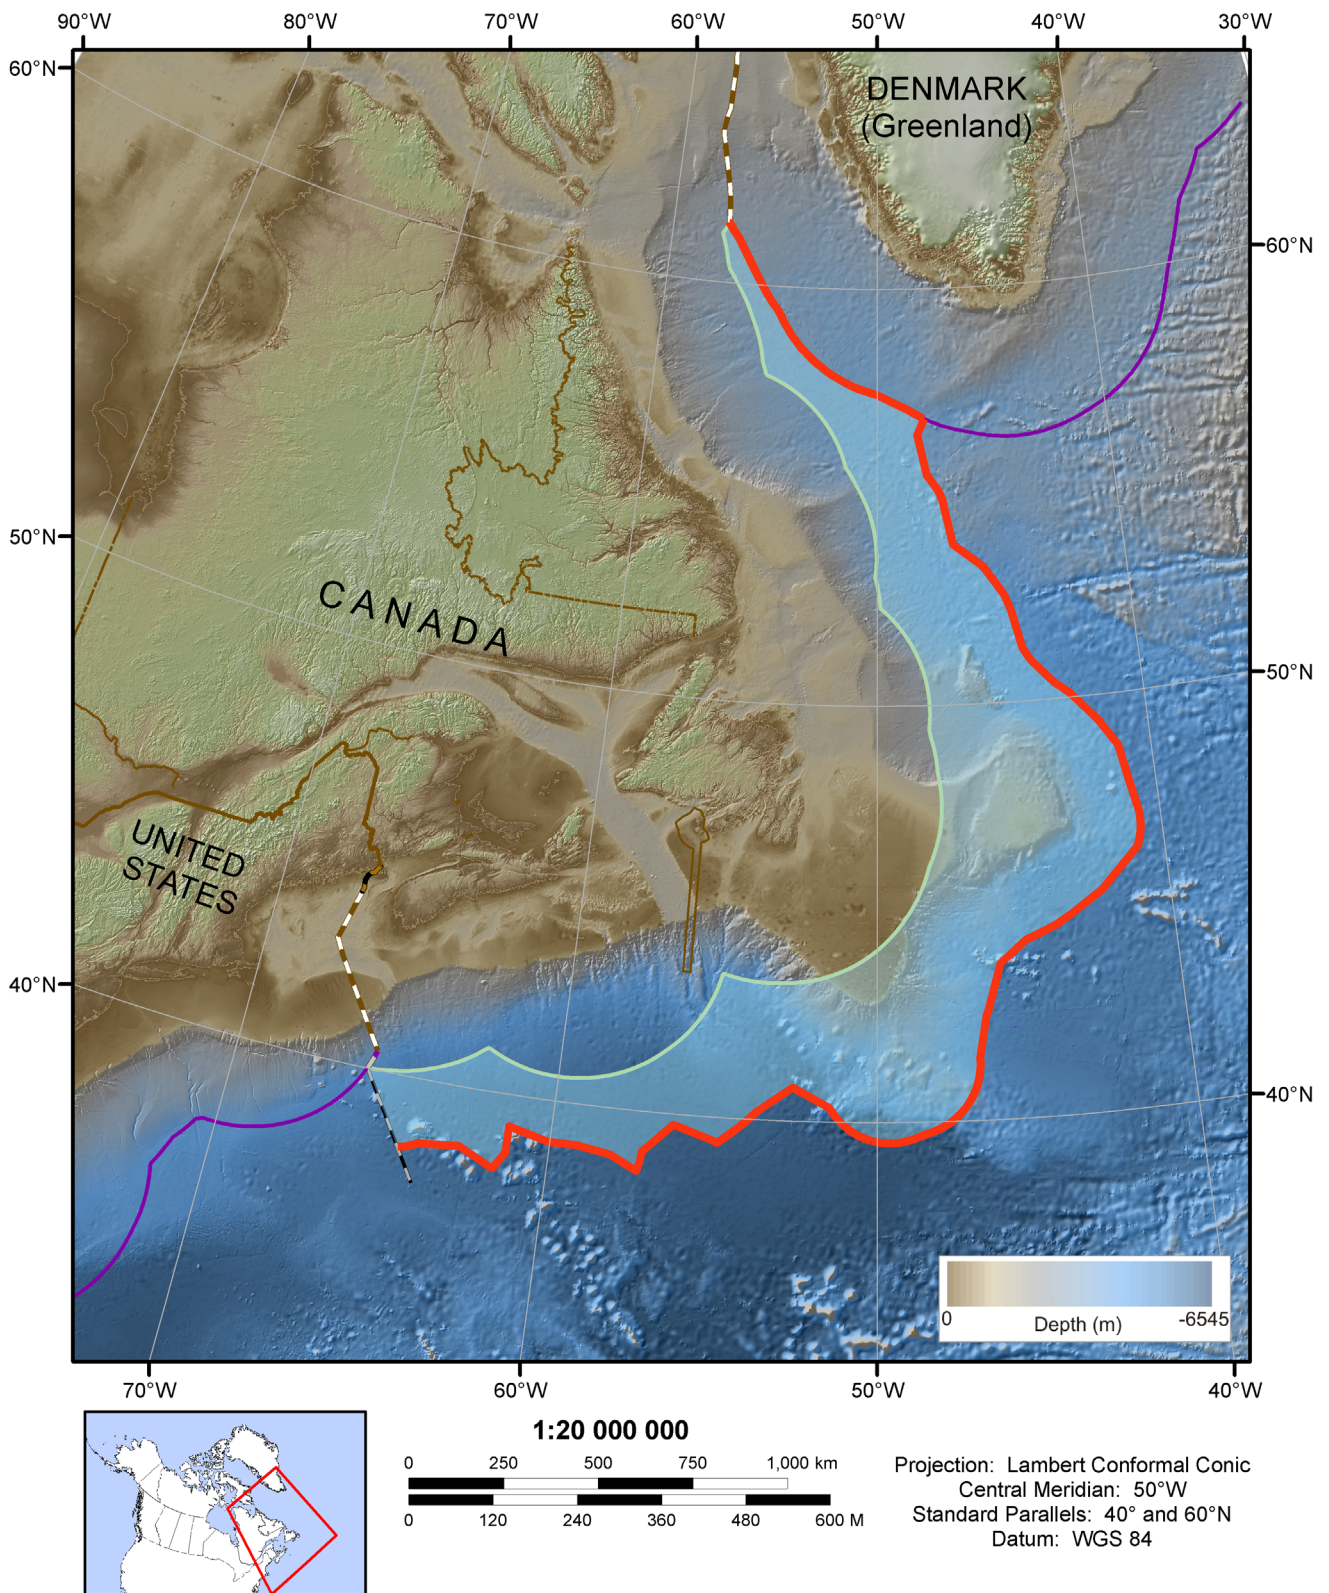 90°W 80°W 70°W 60°W 50°W 40°W 30°W
60°N
DENMARK
(Greenland)
60°N
50°N
CANADA
50°N
UNITED
STATES
40°N
40°N
0 -6545
Depth (m)
70°W 60°W 50°W 40°W
1:20 000 000
0 250 500 750 1,000 km
0 120 240 360 480 600 M
Projection: Lambert Conformal Conic
Central Meridian: 50°W
Standard Parallels: 40° and 60°N
Datum: WGS 84